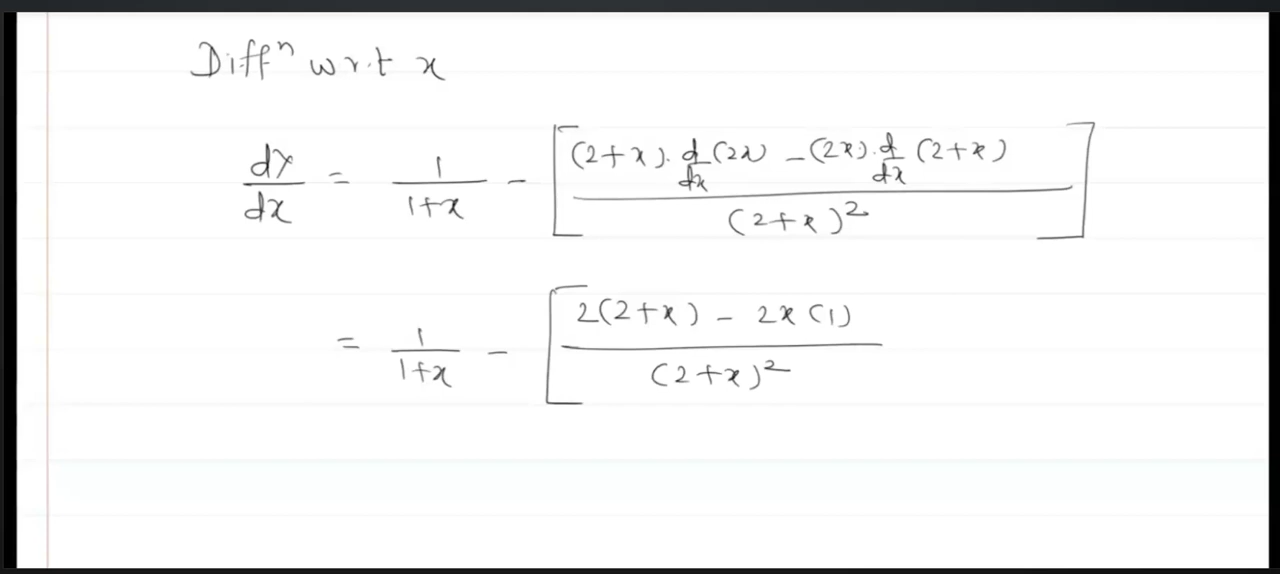 Diffⁿ w.r.t x
dy/dx = 1/(1+x) - [((2+x). d/dx (2x) - (2x). d/dx (2+x))/(2+x)²]
= 1/(1+x) - [(2(2+x) - 2x(1))/(2+x)²